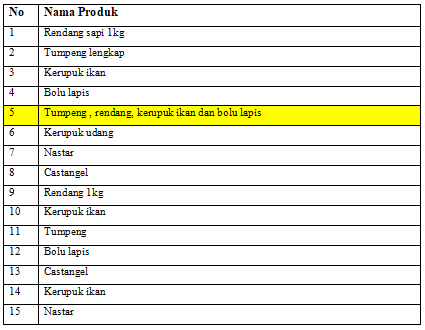 No Nama Produk
1 Rendang sapi 1kg
2 Tumpeng lengkap
3 Kerupuk ikan
4 Bolu lapis
5 Tumpeng , rendang, kerupuk ikan dan bolu lapis
6 Kerupuk udang
7 Nastar
8 Castangel
9 Rendang 1kg
10 Kerupuk ikan
11 Tumpeng
12 Bolu lapis
13 Castangel
14 Kerupuk ikan
15 Nastar